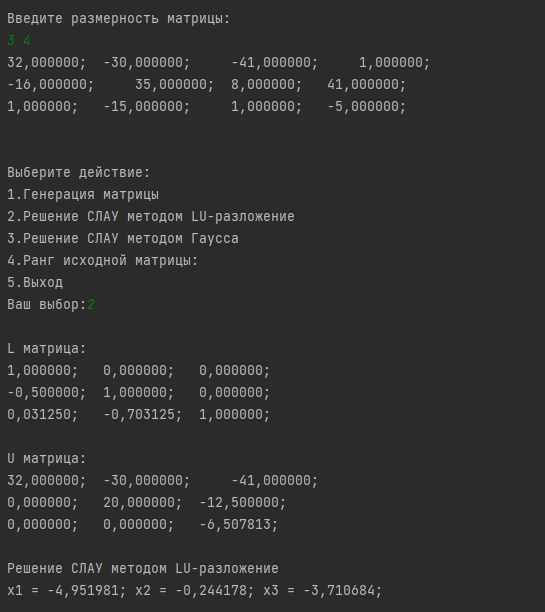 Введите размерность матрицы:
3 4
32,000000; -30,000000; -41,000000; 1,000000;
-16,000000; 35,000000; 8,000000; 41,000000;
1,000000; -15,000000; 1,000000; -5,000000;
Выберите действие:
1.Генерация матрицы
2.Решение СЛАУ методом LU-разложение
3.Решение СЛАУ методом Гаусса
4.Ранг исходной матрицы:
5.Выход
Ваш выбор:2
L матрица:
1,000000; 0,000000; 0,000000;
-0,500000; 1,000000; 0,000000;
0,031250; -0,703125; 1,000000;
U матрица:
32,000000; -30,000000; -41,000000;
0,000000; 20,000000; -12,500000;
0,000000; 0,000000; -6,507813;
Решение СЛАУ методом LU-разложение
x1 = -4,951981; x2 = -0,244178; x3 = -3,710684;